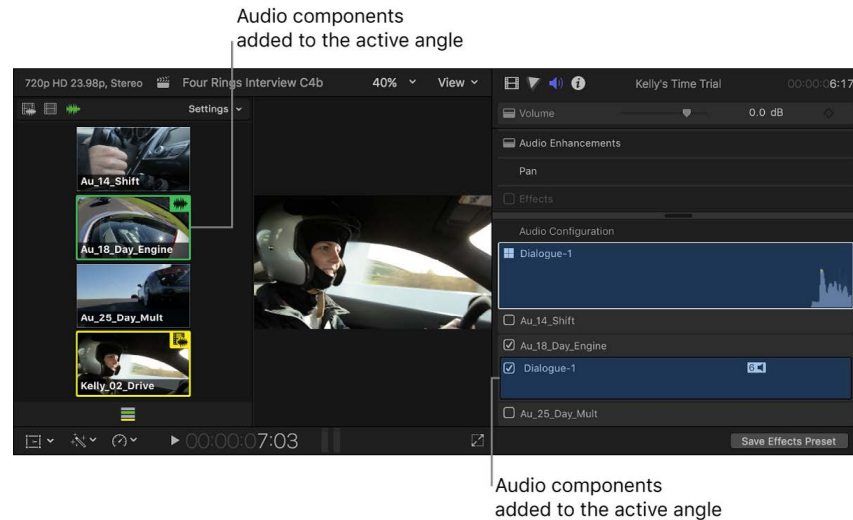 Audio components
added to the active angle
720p HD 23.98p, Stereo Four Rings Interview C4b 40% View
Kelly's Time Trial 00:00:06:17
Settings
Volume 0.0 dB
Audio Enhancements
Pan
Effects
Audio Configuration
Au_14_Shift
Au_18_Day_Engine
Au_25_Day_Mult
Kelly_02_Drive
Dialogue-1
Au_14_Shift
Au_18_Day_Engine
Dialogue-1 6
Au_25_Day_Mult
00:00:07:03
Save Effects Preset
Audio components
added to the active angle